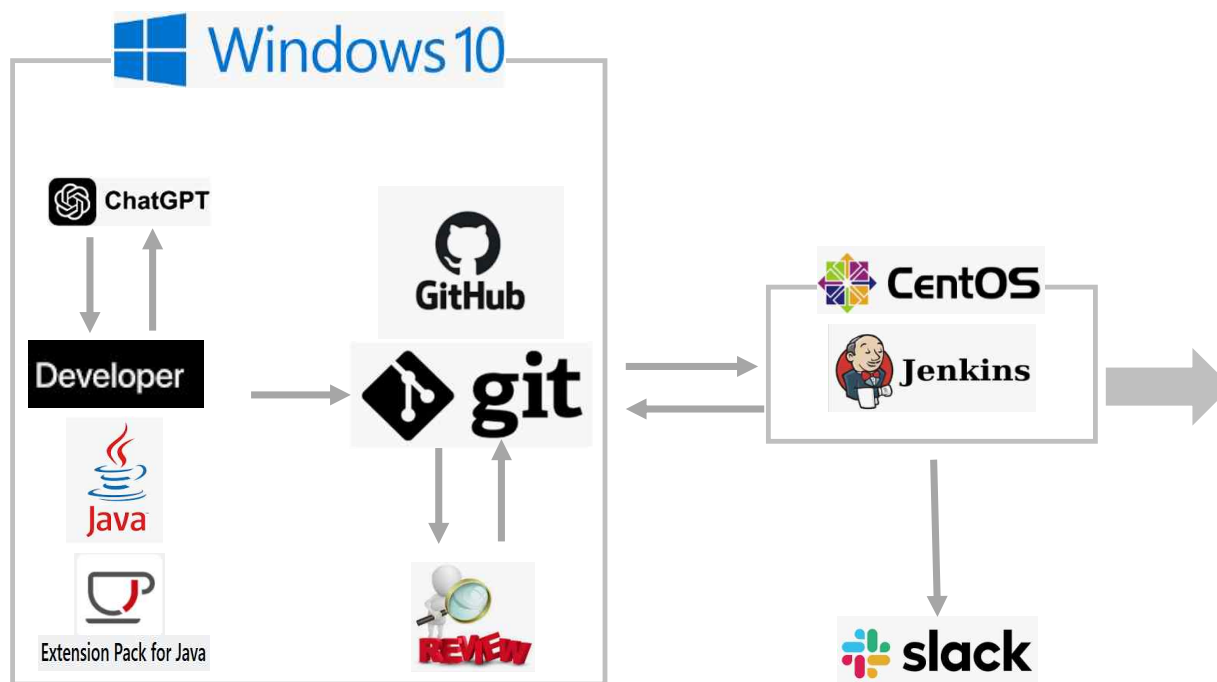 Windows 10
ChatGPT
GitHub
CentOS
Jenkins
Developer
git
Java
Extension Pack for Java
REVIEW
slack